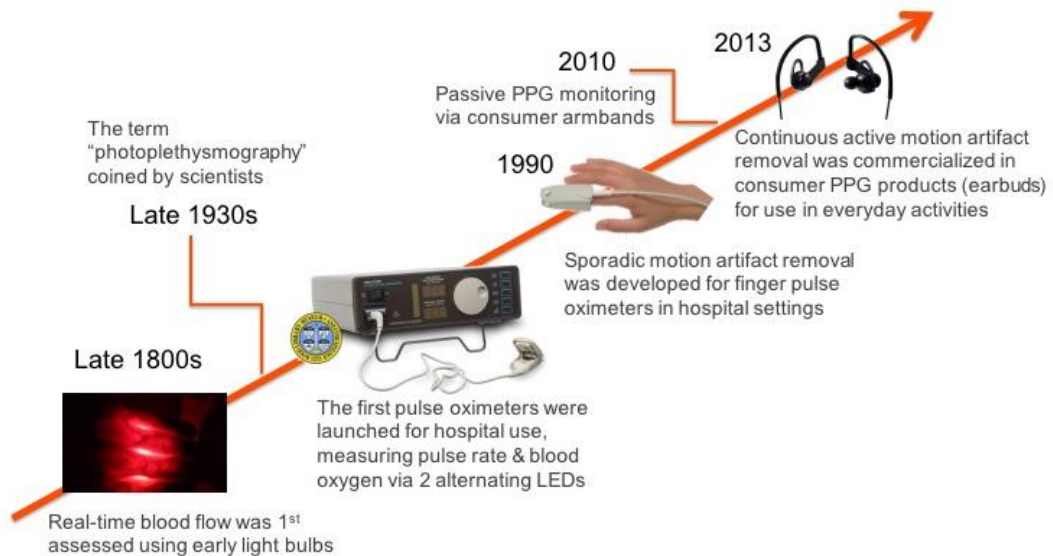 2013
2010
Passive PPG monitoring
via consumer armbands
The term
“photoplethysmography”
coined by scientists
Continuous active motion artifact
removal was commercialized in
consumer PPG products (earbuds)
for use in everyday activities
1990
Late 1930s
Sporadic motion artifact removal
was developed for finger pulse
oximeters in hospital settings
Late 1800s
The first pulse oximeters were
launched for hospital use,
measuring pulse rate & blood
oxygen via 2 alternating LEDs
Real-time blood flow was 1st
assessed using early light bulbs